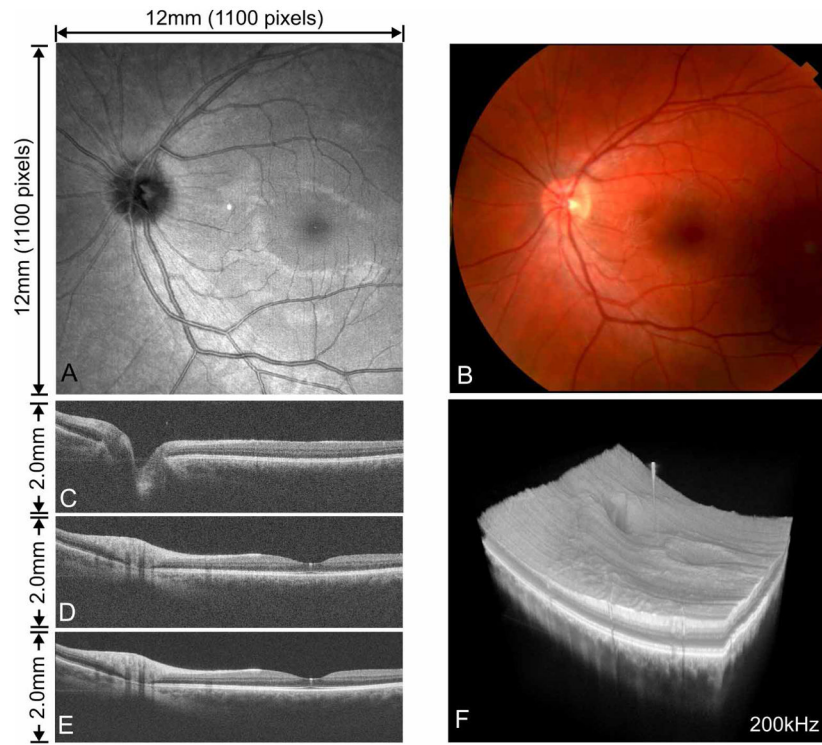 12mm (1100 pixels)
12mm (1100 pixels)
A
B
2.0mm
C
2.0mm
D
2.0mm
E
F
200kHz